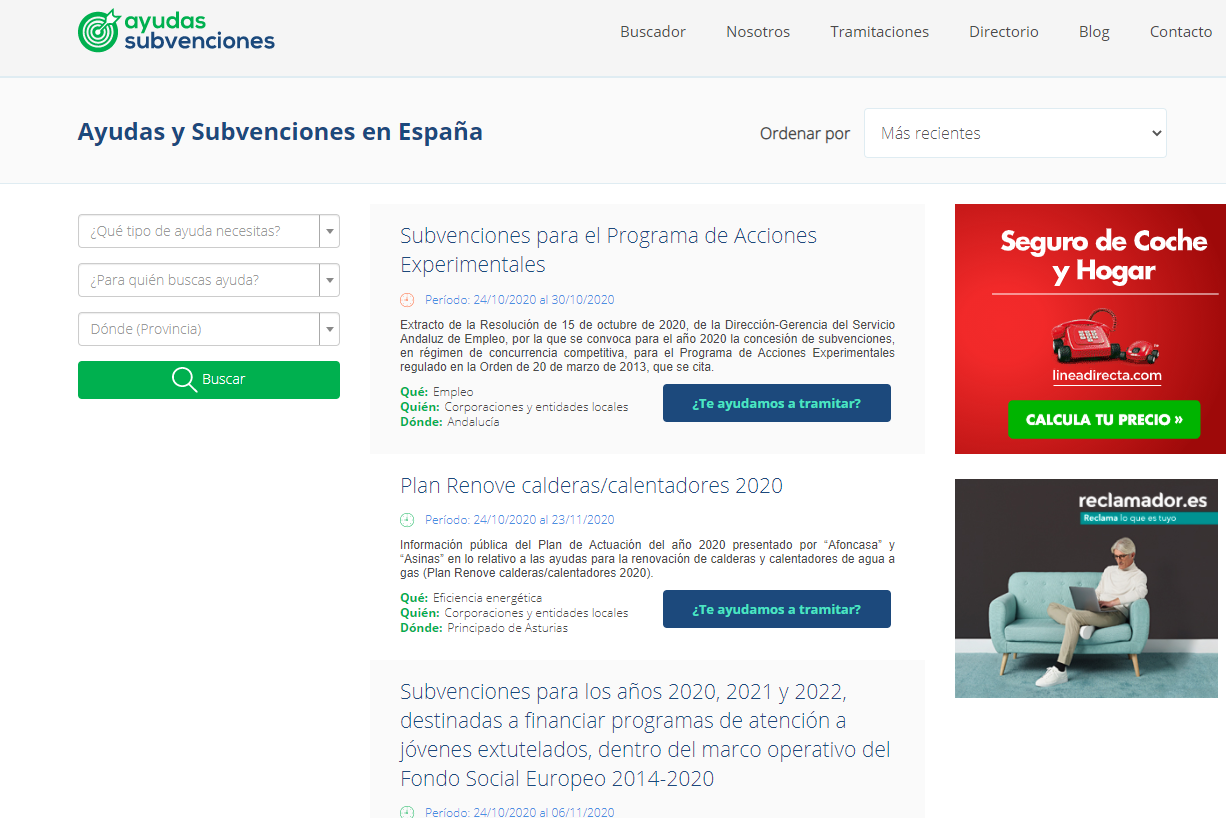 ayudas
subvenciones
Buscador
Nosotros
Tramitaciones
Directorio
Blog
Contacto
Ayudas y Subvenciones en España
Ordenar por
Más recientes
¿Qué tipo de ayuda necesitas?
¿Para quién buscas ayuda?
Dónde (Provincia)
Buscar
Subvenciones para el Programa de Acciones
Experimentales
Período: 24/10/2020 al 30/10/2020
Extracto de la Resolución de 15 de octubre de 2020, de la Dirección-Gerencia del Servicio
Andaluz de Empleo, por la que se convoca para el año 2020 la concesión de subvenciones,
en régimen de concurrencia competitiva, para el Programa de Acciones Experimentales
regulado en la Orden de 20 de marzo de 2013, que se cita.
Qué: Empleo
Quién: Corporaciones y entidades locales
Dónde: Andalucía
¿Te ayudamos a tramitar?
Plan Renove calderas/calentadores 2020
Período: 24/10/2020 al 23/11/2020
Información pública del Plan de Actuación del año 2020 presentado por “Afoncasa” y
“Asinas” en lo relativo a las ayudas para la renovación de calderas y calentadores de agua a
gas (Plan Renove calderas/calentadores 2020).
Qué: Eficiencia energética
Quién: Corporaciones y entidades locales
Dónde: Principado de Asturias
¿Te ayudamos a tramitar?
Subvenciones para los años 2020, 2021 y 2022,
destinadas a financiar programas de atención a
jóvenes extutelados, dentro del marco operativo del
Fondo Social Europeo 2014-2020
Período: 24/10/2020 al 06/11/2020
Seguro de Coche
y Hogar
lineadirecta.com
CALCULA TU PRECIO »
reclamador.es
Reclama lo que es tuyo